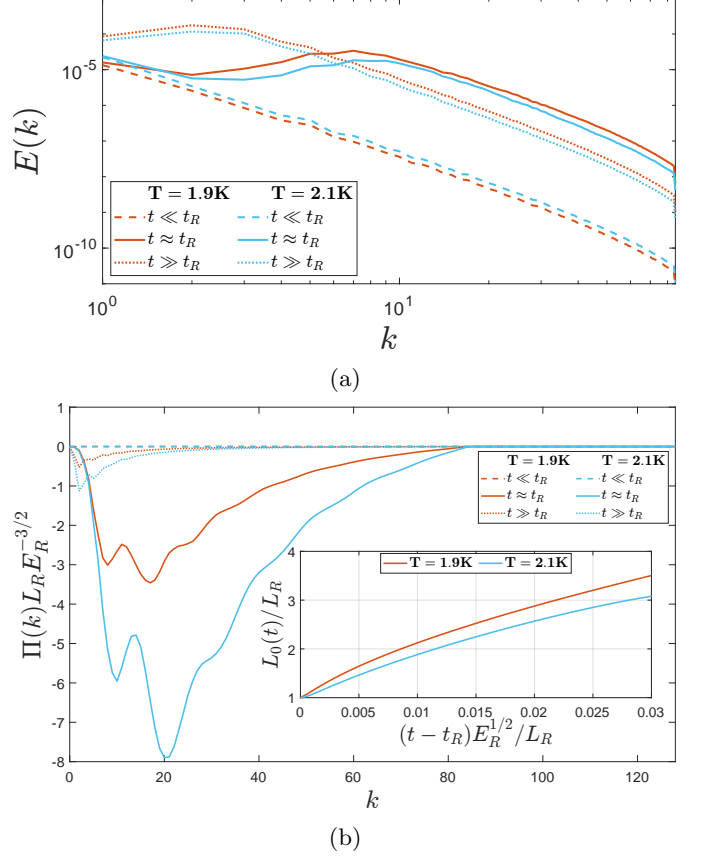 10^{-5}
E(k)
T = 1.9K T = 2.1K
t ≪ t_R t ≪ t_R
t ≈ t_R t ≈ t_R
t ≫ t_R t ≫ t_R
10^{-10}
10^0 10^1
k
(a)
1
0
T = 1.9K T = 2.1K
t ≪ t_R t ≪ t_R
t ≈ t_R t ≈ t_R
t ≫ t_R t ≫ t_R
-1
-2
-3
-4
-5
-6
-7
-8
Π(k)L_R E_R^{-3/2}
4
T = 1.9K T = 2.1K
3
2
1
L_0(t)/L_R
0 0.005 0.01 0.015 0.02 0.025 0.03
(t − t_R)E_R^{1/2}/L_R
0 20 40 60 80 100 120
k
(b)